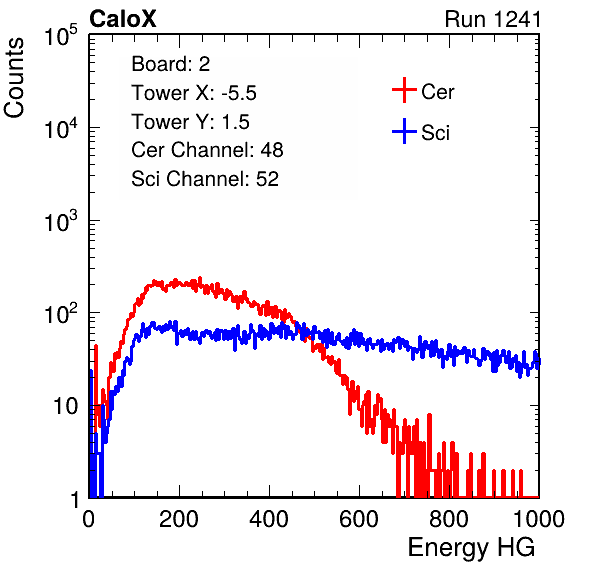 CaloX Run 1241
Counts
10^5
10^4
10^3
10^2
10
1
Board: 2
Tower X: -5.5
Tower Y: 1.5
Cer Channel: 48
Sci Channel: 52
Cer
Sci
0 200 400 600 800 1000
Energy HG